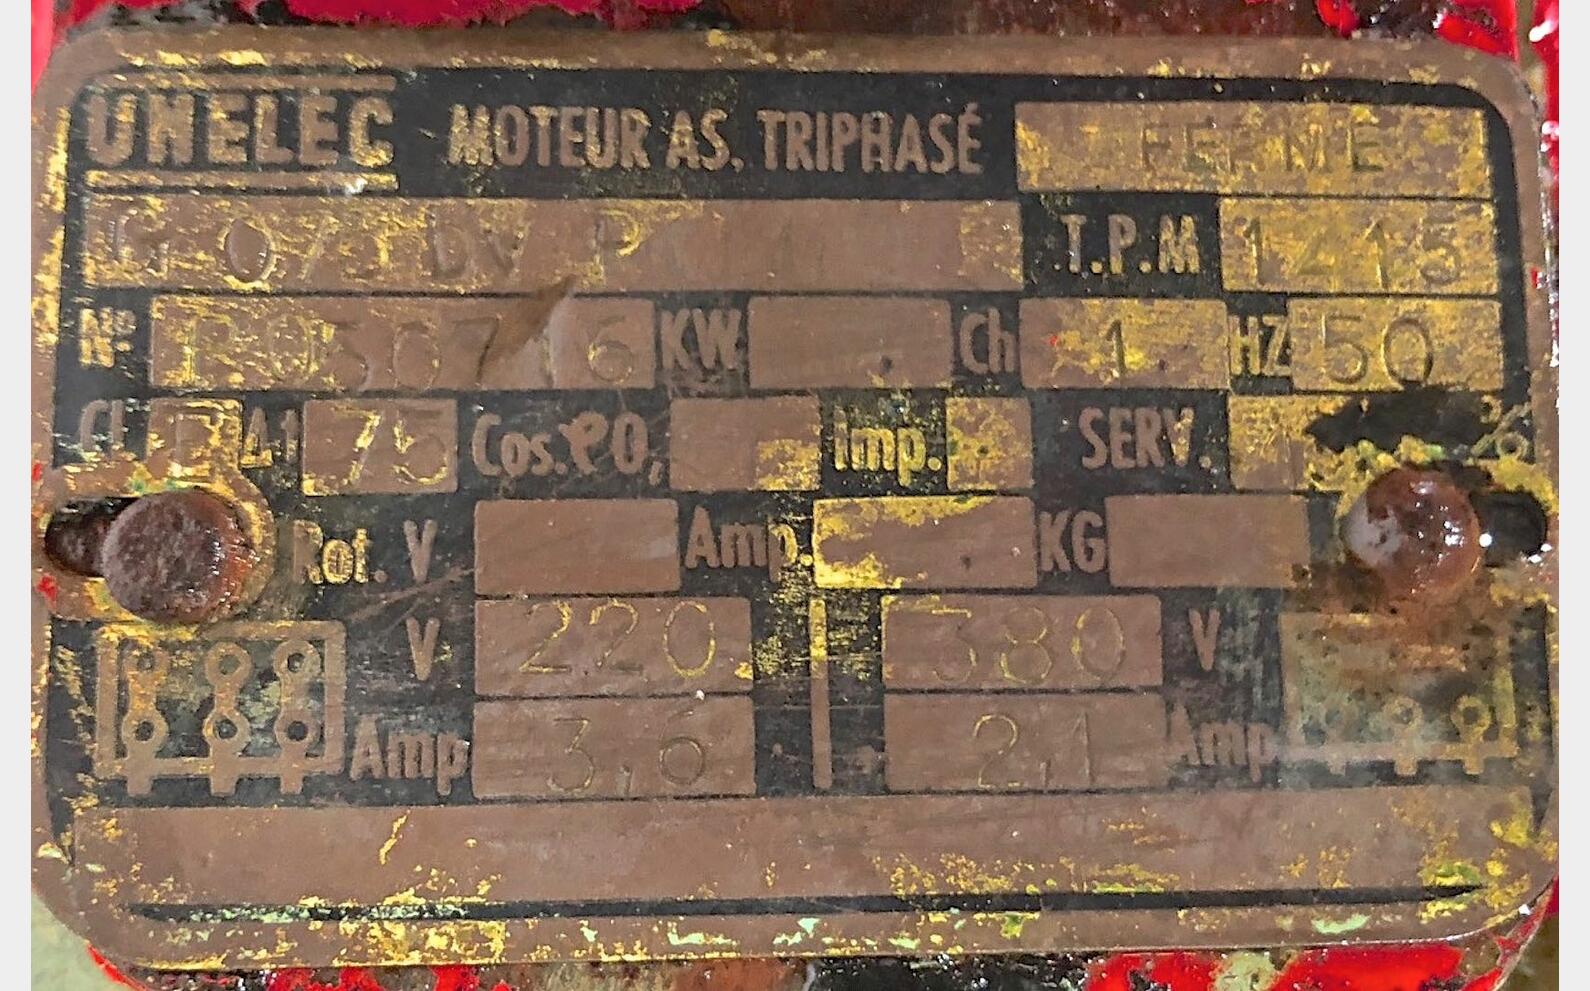 UNELEC MOTEUR AS. TRIPHASÉ FERME
T.P.M 1415
Nº KW Ch 1 HZ 50
Cl E Δt 75 Cos.φ0, Imp. SERV.
Rot. V Amp. KG
V 220 380 V
Amp 3,6 2,1 Amp